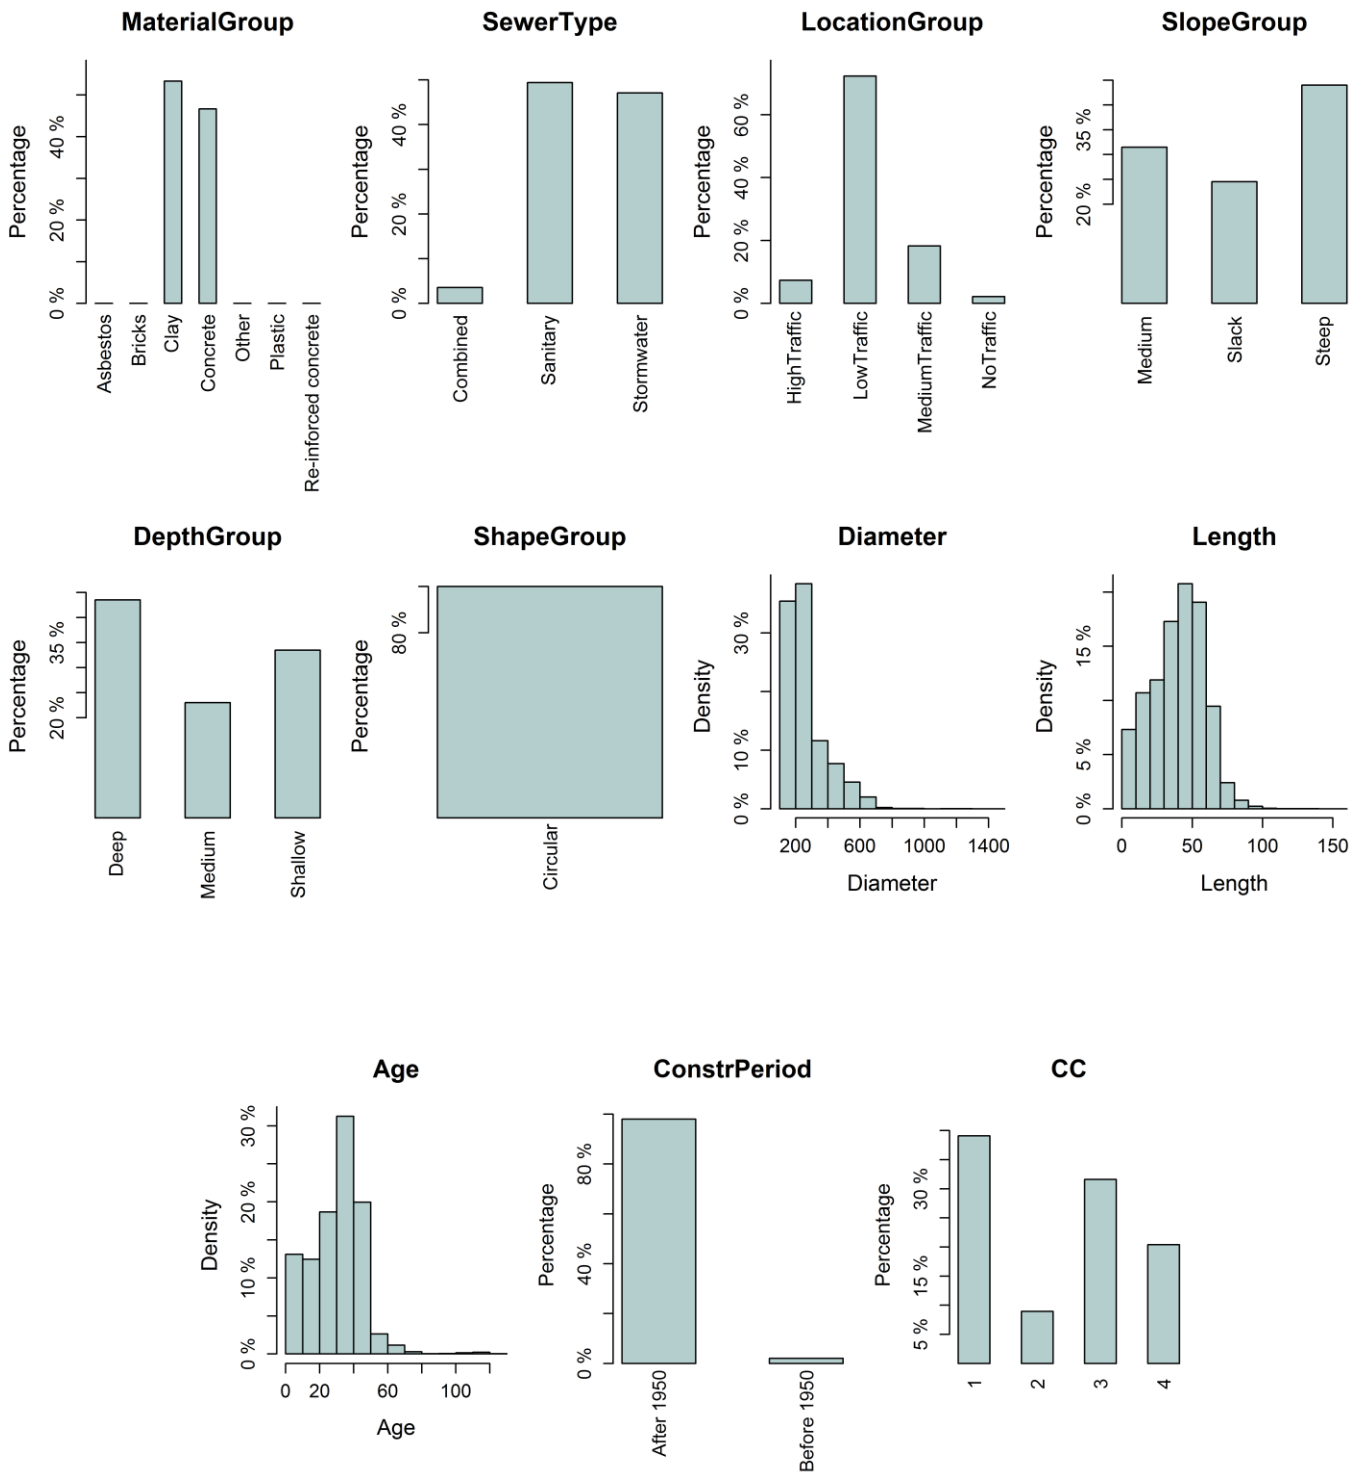 MaterialGroup
Percentage
0 %
20 %
40 %
Asbestos
Bricks
Clay
Concrete
Other
Plastic
Re-inforced concrete
SewerType
Percentage
0 %
20 %
40 %
Combined
Sanitary
Stormwater
LocationGroup
Percentage
0 %
20 %
40 %
60 %
HighTraffic
LowTraffic
MediumTraffic
NoTraffic
SlopeGroup
Percentage
20 %
35 %
Medium
Slack
Steep
DepthGroup
Percentage
20 %
35 %
Deep
Medium
Shallow
ShapeGroup
Percentage
80 %
Circular
Diameter
Density
0 %
10 %
30 %
200 600 1000 1400
Diameter
Length
Density
0 %
5 %
15 %
0 50 100 150
Length
Age
Density
0 %
10 %
20 %
30 %
0 20 60 100
Age
ConstrPeriod
Percentage
0 %
40 %
80 %
After 1950
Before 1950
CC
Percentage
5 %
15 %
30 %
1
2
3
4